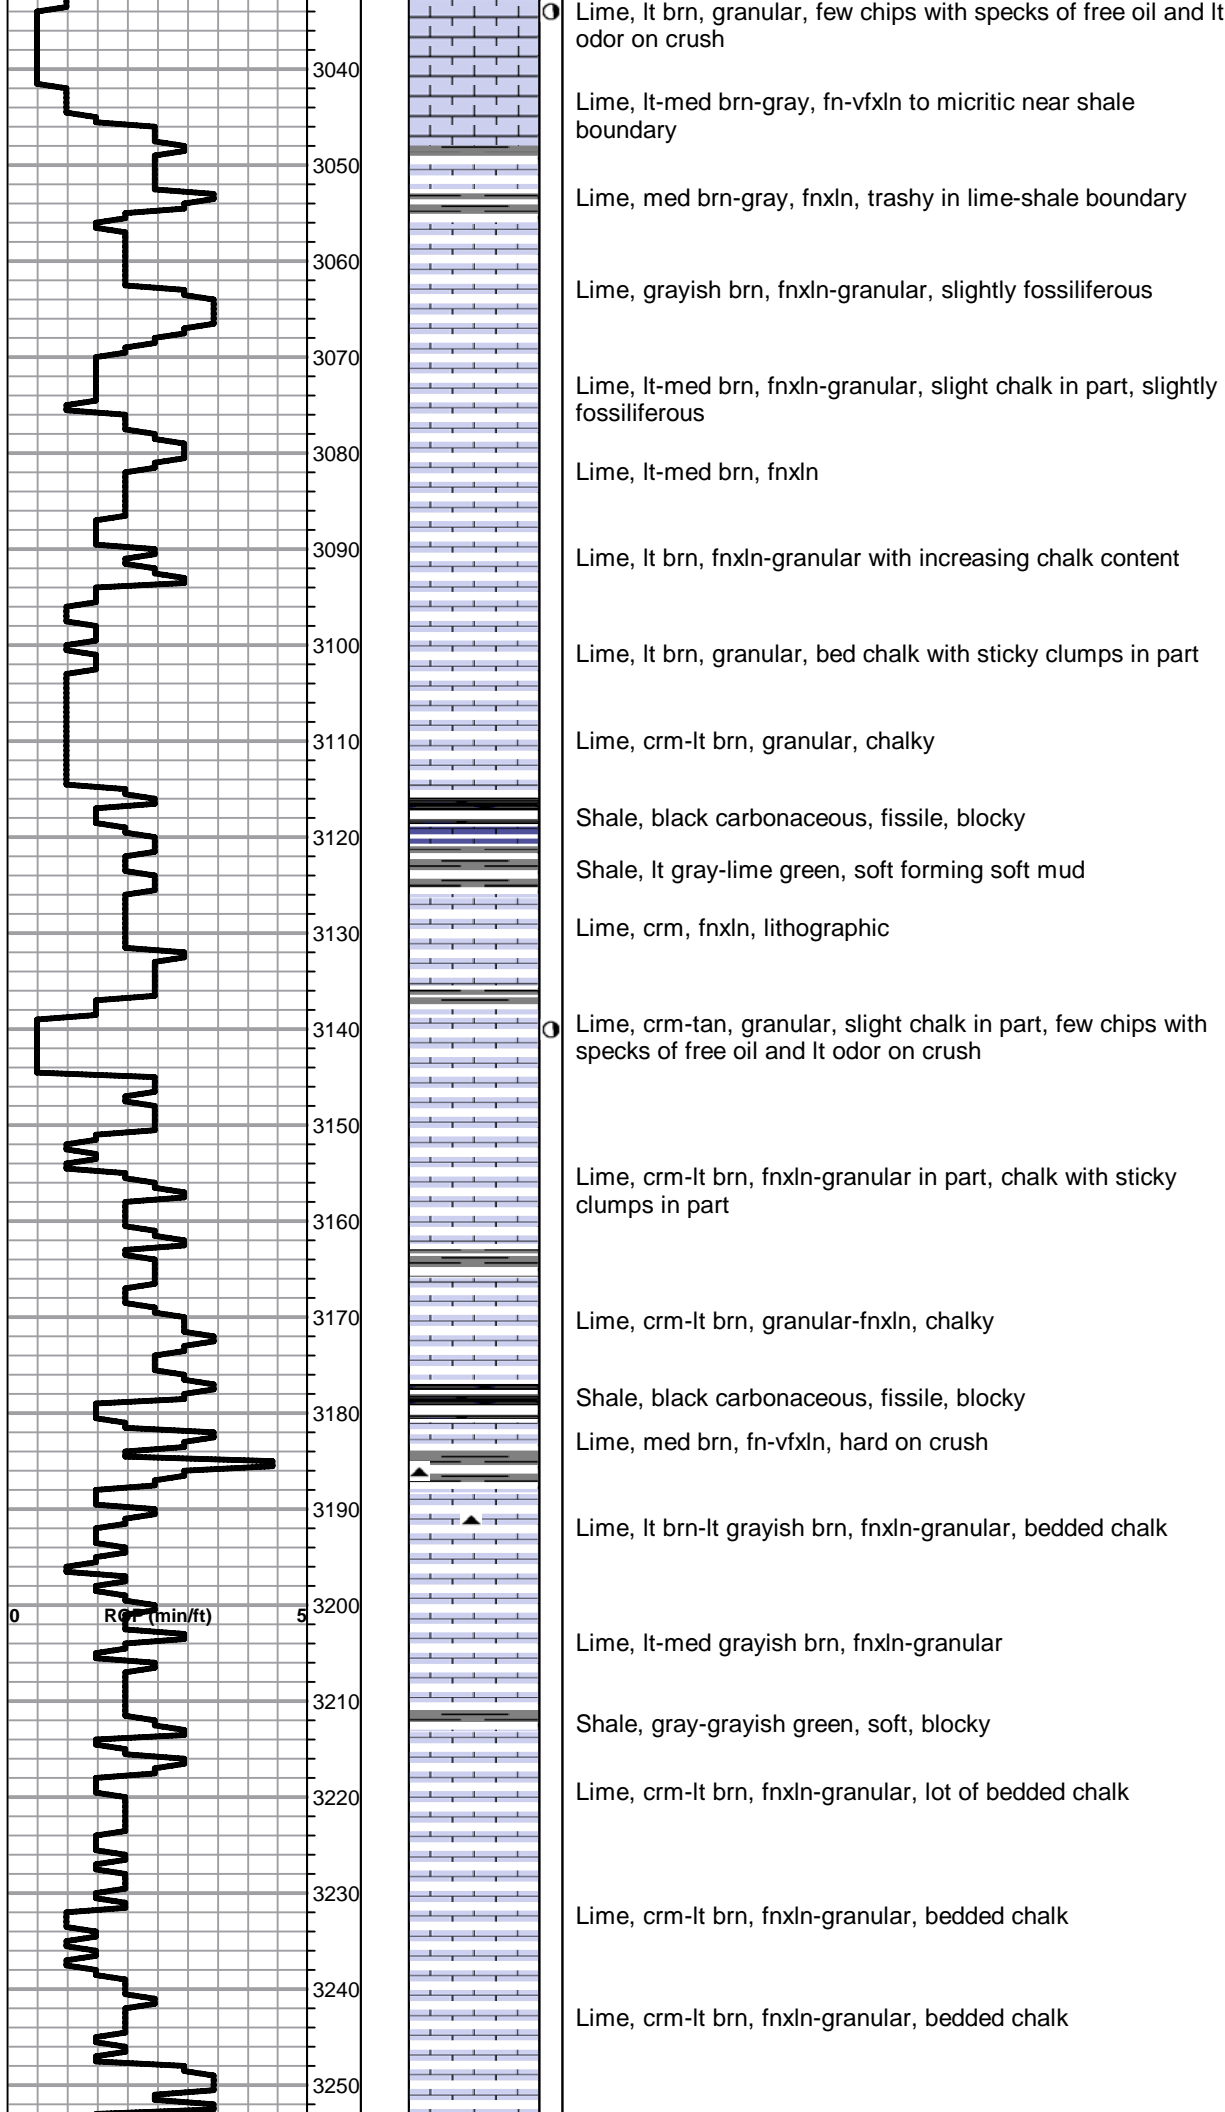 Lime, lt brn, granular, few chips with specks of free oil and lt
odor on crush
3040
Lime, lt-med brn-gray, fn-vfxln to micritic near shale
boundary
3050
Lime, med brn-gray, fnxln, trashy in lime-shale boundary
3060
Lime, grayish brn, fnxln-granular, slightly fossiliferous
3070
Lime, lt-med brn, fnxln-granular, slight chalk in part, slightly
fossiliferous
3080
Lime, lt-med brn, fnxln
3090
Lime, lt brn, fnxln-granular with increasing chalk content
3100
Lime, lt brn, granular, bed chalk with sticky clumps in part
3110
Lime, crm-lt brn, granular, chalky
Shale, black carbonaceous, fissile, blocky
3120
Shale, lt gray-lime green, soft forming soft mud
3130
Lime, crm, fnxln, lithographic
3140
Lime, crm-tan, granular, slight chalk in part, few chips with
specks of free oil and lt odor on crush
3150
Lime, crm-lt brn, fnxln-granular in part, chalk with sticky
clumps in part
3160
3170
Lime, crm-lt brn, granular-fnxln, chalky
Shale, black carbonaceous, fissile, blocky
3180
Lime, med brn, fn-vfxln, hard on crush
3190
Lime, lt brn-lt grayish brn, fnxln-granular, bedded chalk
3200
0 ROP (min/ft) 5
Lime, lt-med grayish brn, fnxln-granular
3210
Shale, gray-grayish green, soft, blocky
3220
Lime, crm-lt brn, fnxln-granular, lot of bedded chalk
3230
Lime, crm-lt brn, fnxln-granular, bedded chalk
3240
Lime, crm-lt brn, fnxln-granular, bedded chalk
3250